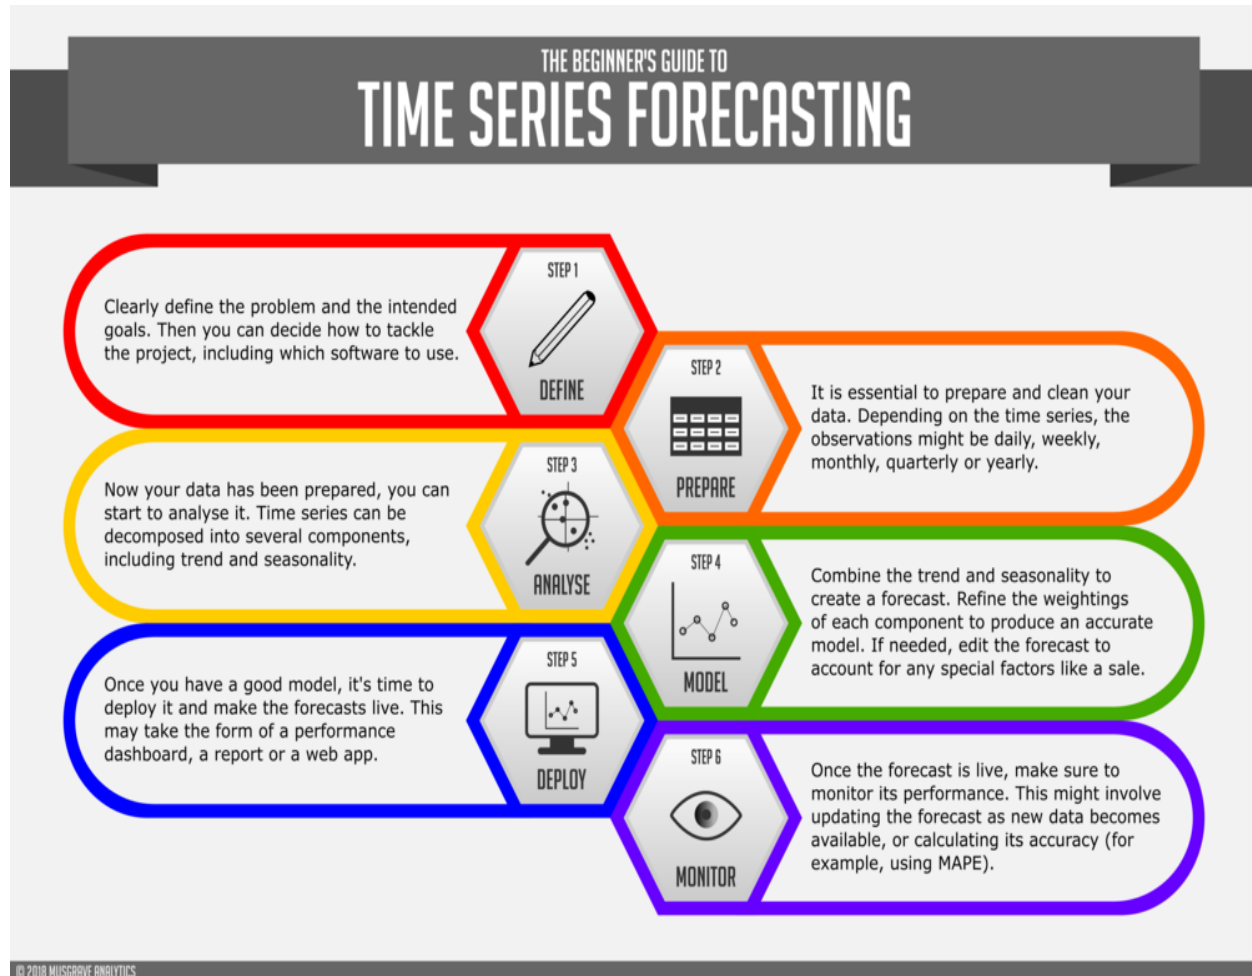 THE BEGINNER'S GUIDE TO
TIME SERIES FORECASTING
STEP 1
DEFINE
Clearly define the problem and the intended
goals. Then you can decide how to tackle
the project, including which software to use.
STEP 2
PREPARE
It is essential to prepare and clean your
data. Depending on the time series, the
observations might be daily, weekly,
monthly, quarterly or yearly.
STEP 3
ANALYSE
Now your data has been prepared, you can
start to analyse it. Time series can be
decomposed into several components,
including trend and seasonality.
STEP 4
MODEL
Combine the trend and seasonality to
create a forecast. Refine the weightings
of each component to produce an accurate
model. If needed, edit the forecast to
account for any special factors like a sale.
STEP 5
DEPLOY
Once you have a good model, it's time to
deploy it and make the forecasts live. This
may take the form of a performance
dashboard, a report or a web app.
STEP 6
MONITOR
Once the forecast is live, make sure to
monitor its performance. This might involve
updating the forecast as new data becomes
available, or calculating its accuracy (for
example, using MAPE).
© 2018 MUSGRAVE ANALYTICS